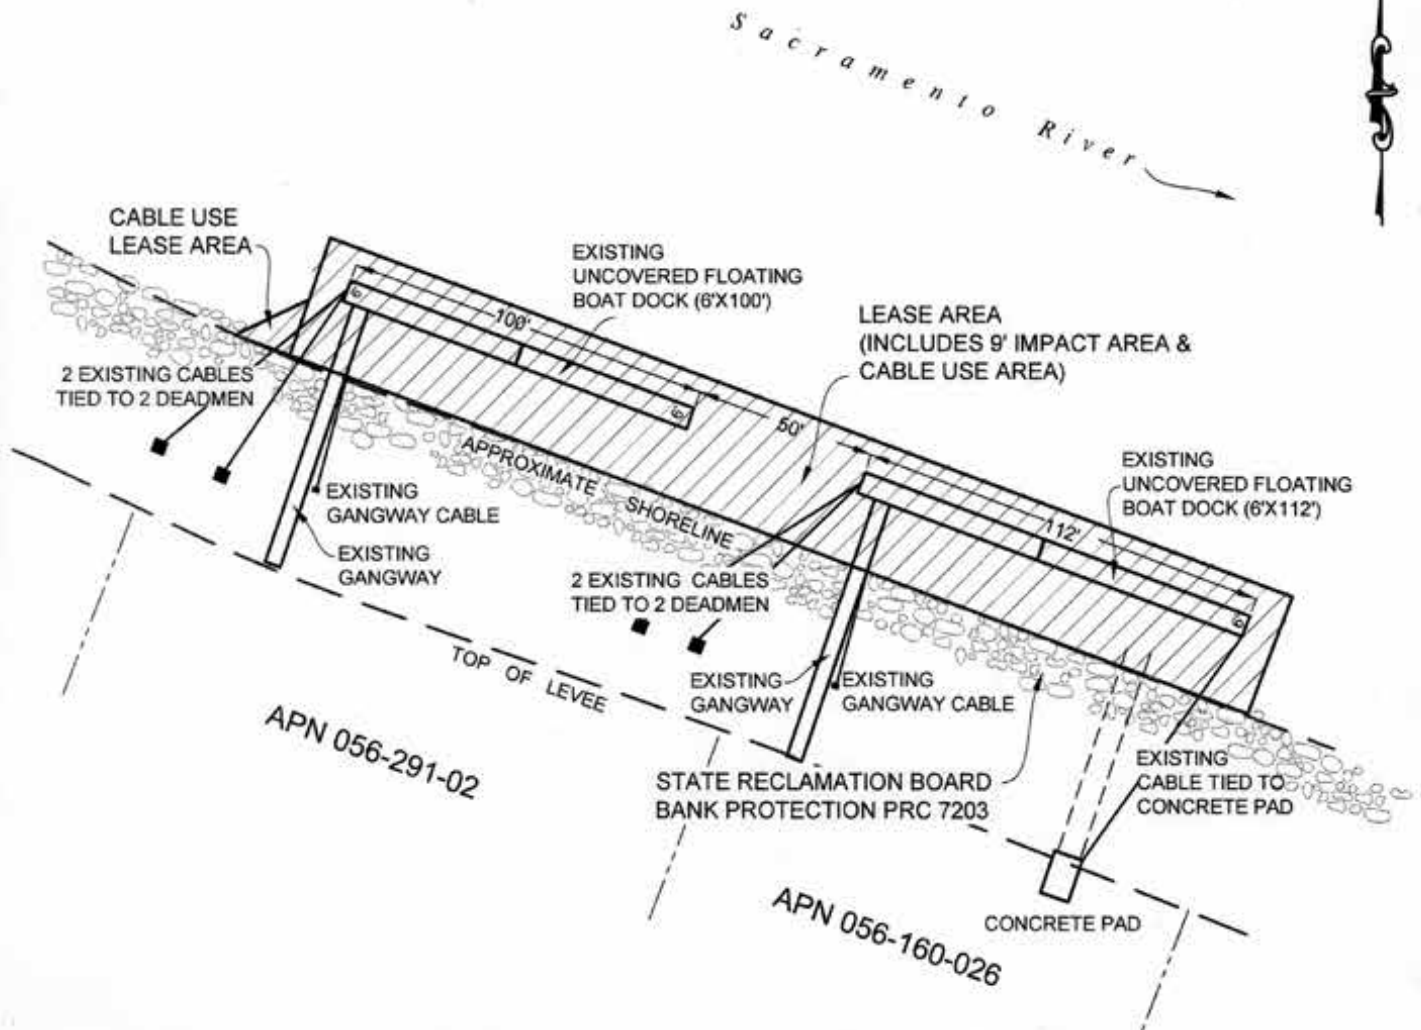 Sacramento River
CABLE USE
LEASE AREA
EXISTING
UNCOVERED FLOATING
BOAT DOCK (6'X100')
LEASE AREA
(INCLUDES 9' IMPACT AREA &
CABLE USE AREA)
6'
100'
6'
50'
2 EXISTING CABLES
TIED TO 2 DEADMEN
APPROXIMATE SHORELINE
EXISTING
UNCOVERED FLOATING
BOAT DOCK (6'X112')
112'
6'
EXISTING
GANGWAY CABLE
EXISTING
GANGWAY
2 EXISTING CABLES
TIED TO 2 DEADMEN
TOP OF LEVEE
EXISTING
GANGWAY
EXISTING
GANGWAY CABLE
APN 056-291-02
STATE RECLAMATION BOARD
BANK PROTECTION PRC 7203
EXISTING
CABLE TIED TO
CONCRETE PAD
APN 056-160-026
CONCRETE PAD